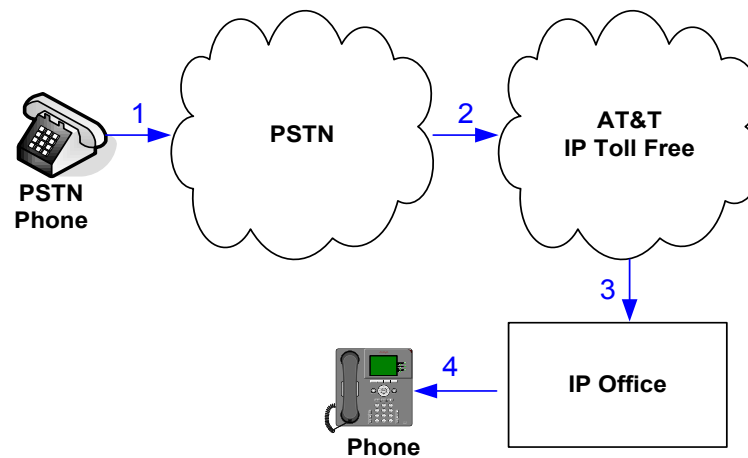 1
PSTN
2
AT&T
IP Toll Free
PSTN
Phone
3
IP Office
4
Phone